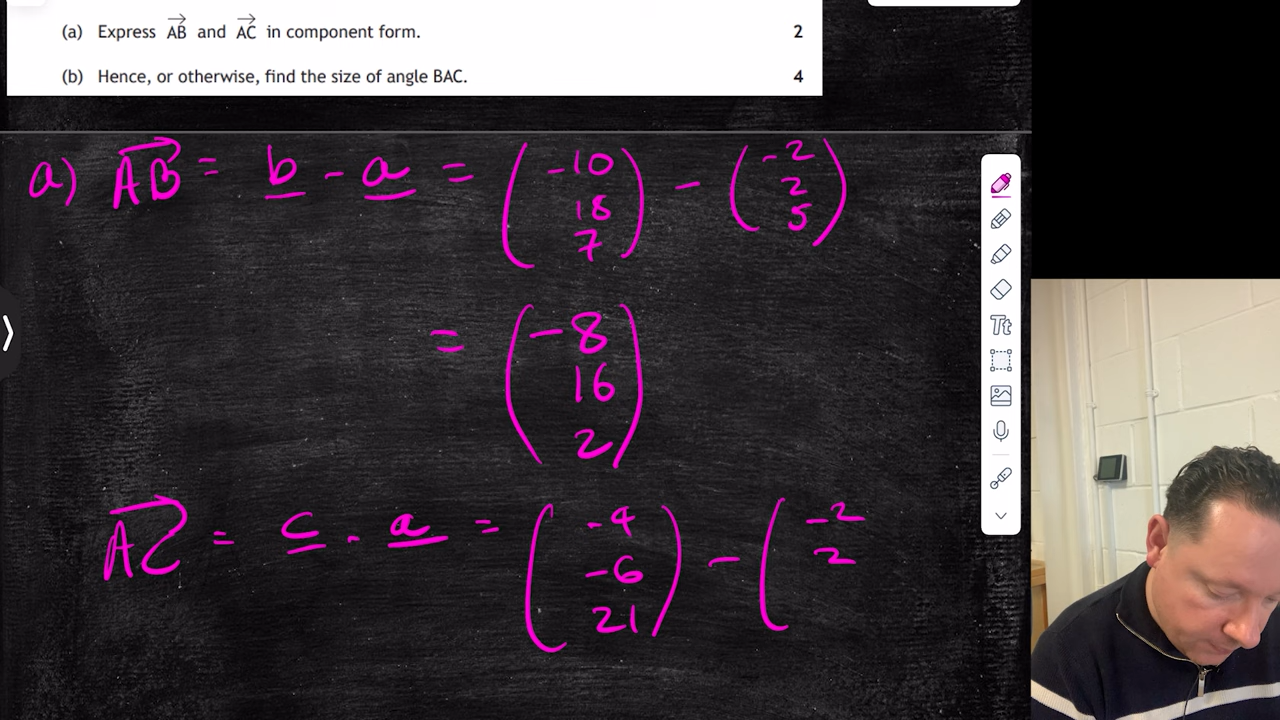 (a) Express AB and AC in component form. 2
(b) Hence, or otherwise, find the size of angle BAC. 4
a) AB = b - a = (-10 18 7) - (-2 2 5)
= (-8 16 2)
AC = c - a = (-4 -6 21) - (-2 2
Tt